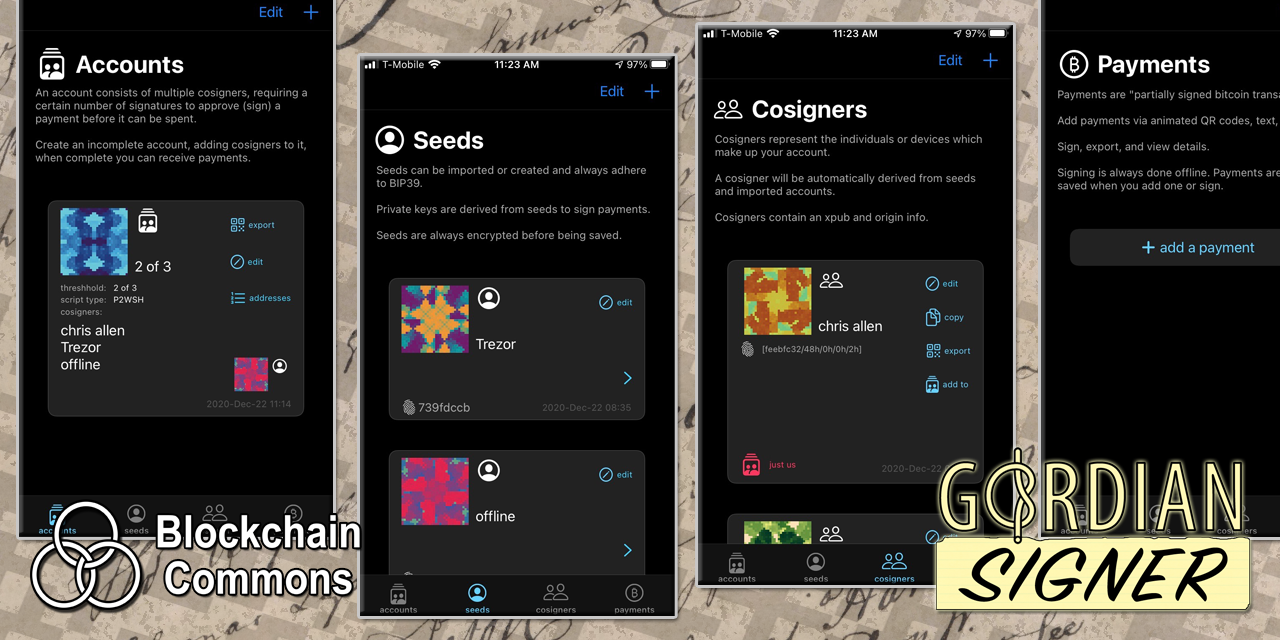 Edit +
Accounts
An account consists of multiple cosigners, requiring a
certain number of signatures to approve (sign) a
payment before it can be spent.
Create an incomplete account, adding cosigners to it,
when complete you can receive payments.
2 of 3
export
edit
addresses
threshhold: 2 of 3
script type: P2WSH
cosigners:
chris allen
Trezor
offline
2020-Dec-22 11:14
accounts
seeds
Blockchain
Commons
T-Mobile 11:23 AM 97%
Edit +
Seeds
Seeds can be imported or created and always adhere
to BIP39.
Private keys are derived from seeds to sign payments.
Seeds are always encrypted before being saved.
edit
Trezor
739fdccb 2020-Dec-22 08:35
edit
offline
accounts seeds cosigners payments
T-Mobile 11:23 AM 97%
Edit +
Cosigners
Cosigners represent the individuals or devices which
make up your account.
A cosigner will be automatically derived from seeds
and imported accounts.
Cosigners contain an xpub and origin info.
chris allen
[feebfc32/48h/0h/0h/2h]
edit
copy
export
add to
just us 2020-Dec-22
accounts seeds cosigners
Payments
Payments are "partially signed bitcoin transa
Add payments via animated QR codes, text,
Sign, export, and view details.
Signing is always done offline. Payments are
saved when you add one or sign.
+ add a payment
GORDIAN
SIGNER